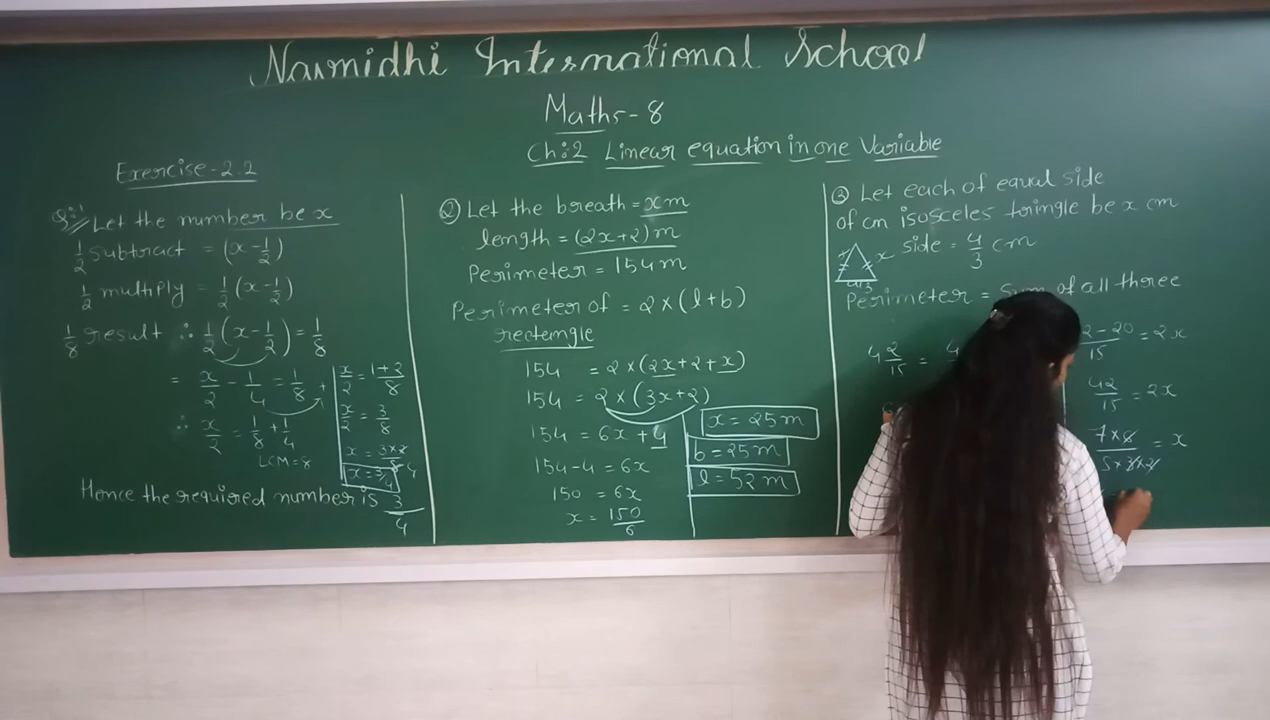 Navnidhi International School
Maths-8
Ch:2 Linear equation in one Variable
Exercise-2.2
Q:1 Let the number be x
1/2 subtract = (x-1/2)
1/2 multiply = 1/2(x-1/2)
1/8 result ∴ 1/2(x-1/2)=1/8
= x/2 - 1/4 = 1/8
∴ x/2 = 1/8 + 1/4
LCM=8
x/2 = 1+2/8
x/2 = 3/8
x = 3×2/8 4
x=3/4
Hence the required number is 3/4
② Let the breath = x m
length = (2x+2) m
Perimeter = 154 m
Perimeter of = 2×(l+b)
rectangle
154 = 2×(2x+2+x)
154 = 2×(3x+2)
154 = 6x+4
154-4 = 6x
150 = 6x
x = 150/6
x = 25 m
b = 25 m
l = 52 m
③ Let each of equal side
of an isosceles tringle be x cm
x side = 4/3 cm
4/3
Perimeter = sum of all three
4 2/15 =
2-20/15 = 2x
42/15 = 2x
7×6/5×3×2 = x